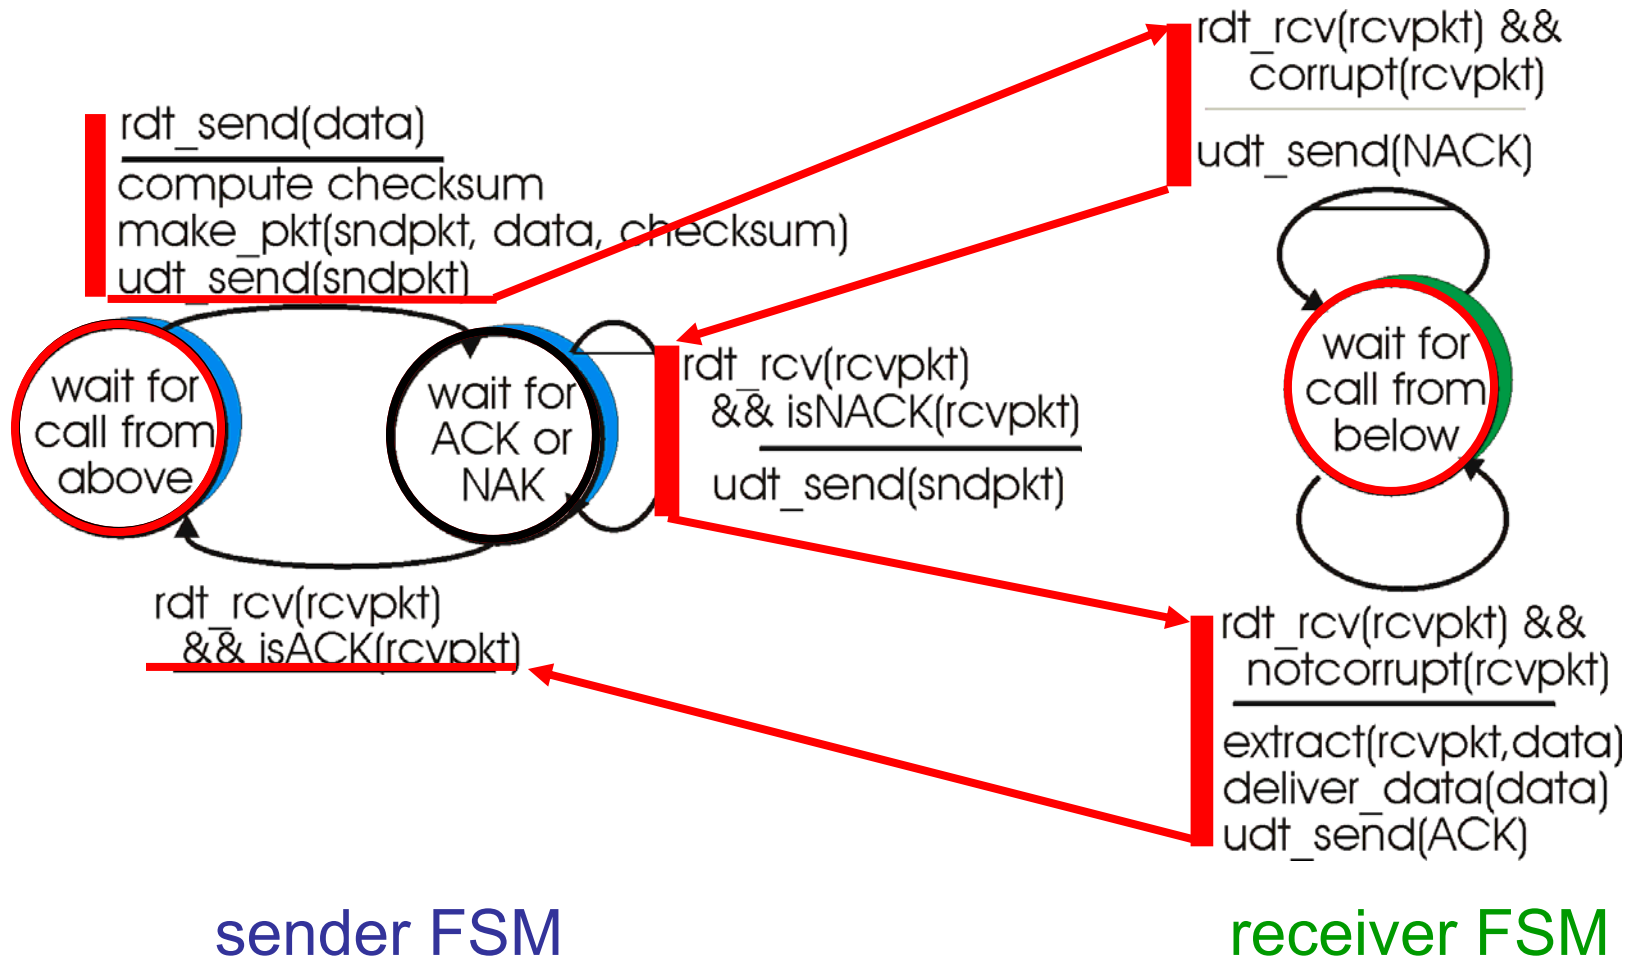 rdt_send(data)
compute checksum
make_pkt(sndpkt, data, checksum)
udt_send(sndpkt)
wait for
call from
above
wait for
ACK or
NAK
rdt_rcv(rcvpkt)
&& isNACK(rcvpkt)
udt_send(sndpkt)
rdt_rcv(rcvpkt)
&& isACK(rcvpkt)
sender FSM
rdt_rcv(rcvpkt) &&
corrupt(rcvpkt)
udt_send(NACK)
wait for
call from
below
rdt_rcv(rcvpkt) &&
notcorrupt(rcvpkt)
extract(rcvpkt,data)
deliver_data(data)
udt_send(ACK)
receiver FSM